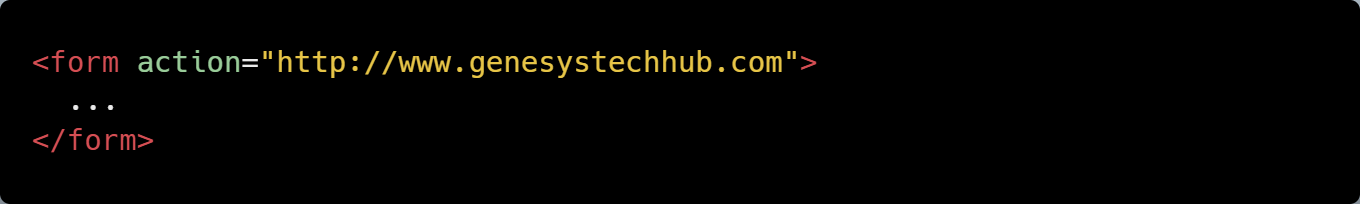 <form action="http://www.genesystechhub.com">
...
</form>